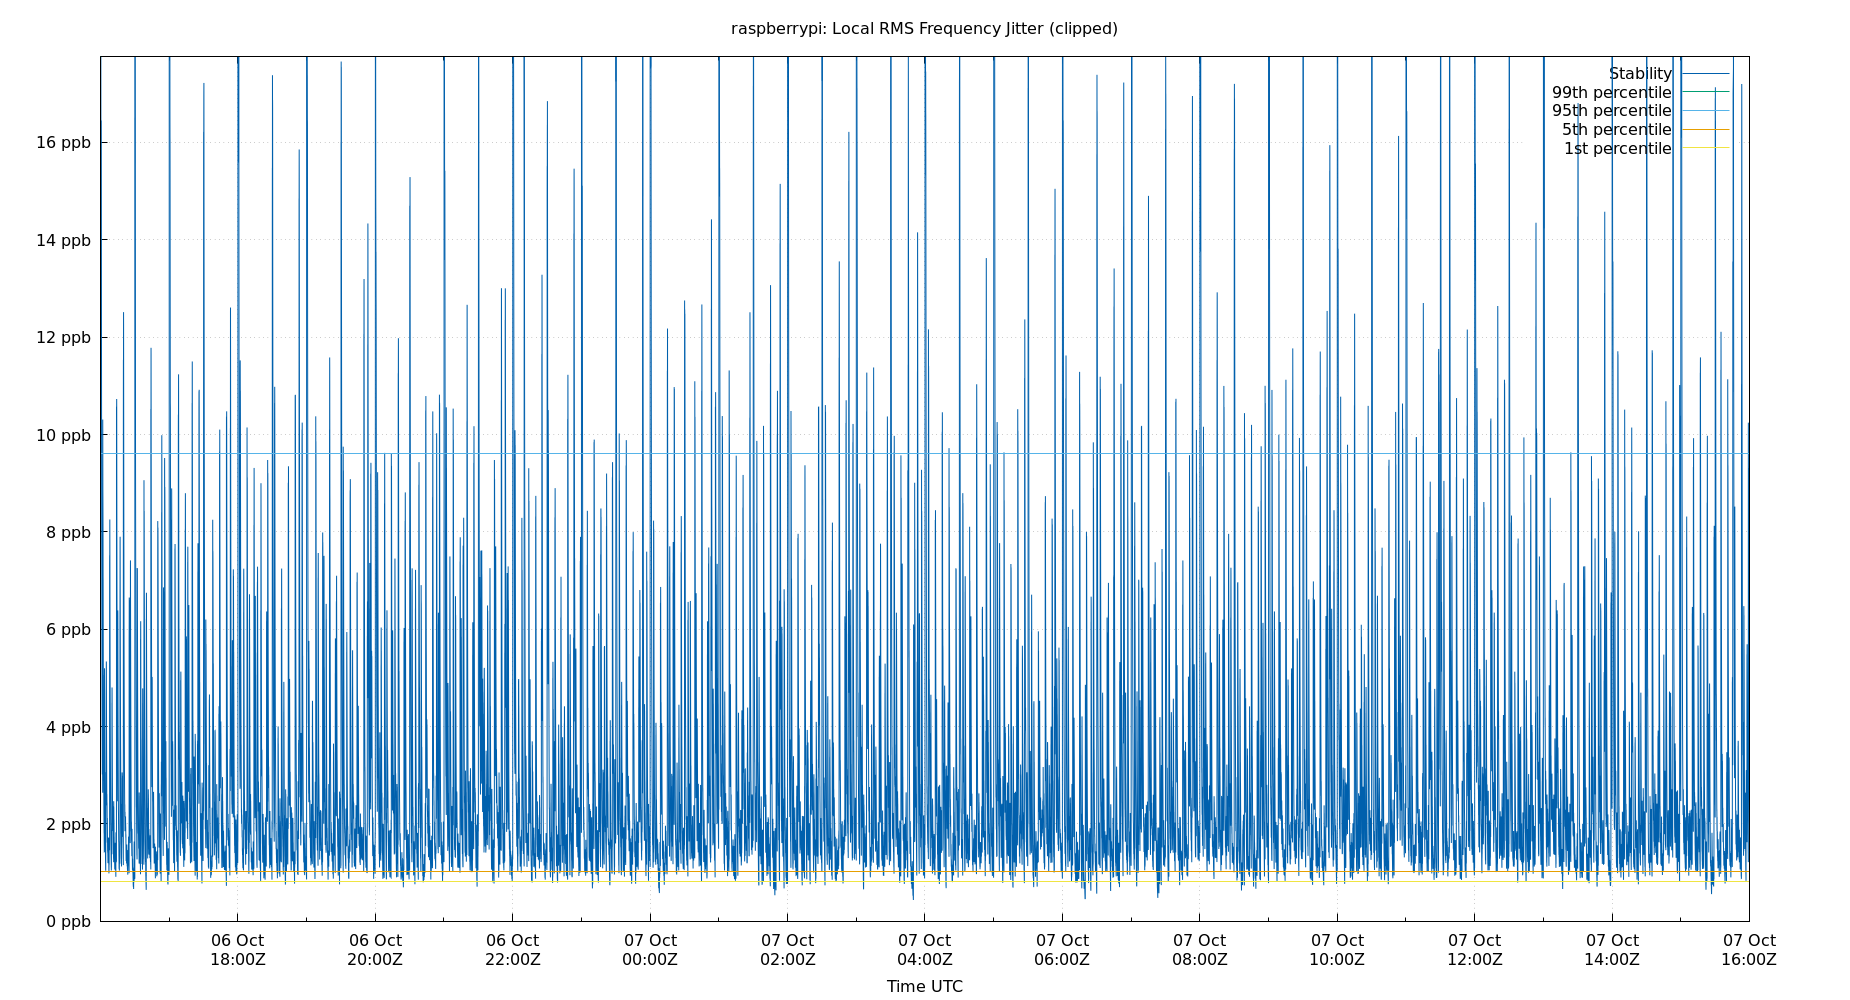 raspberrypi: Local RMS Frequency Jitter (clipped)
Stability
99th percentile
95th percentile
5th percentile
1st percentile
16 ppb
14 ppb
12 ppb
10 ppb
8 ppb
6 ppb
4 ppb
2 ppb
0 ppb
06 Oct 06 Oct 06 Oct 07 Oct 07 Oct 07 Oct 07 Oct 07 Oct 07 Oct 07 Oct 07 Oct 07 Oct
18:00Z 20:00Z 22:00Z 00:00Z 02:00Z 04:00Z 06:00Z 08:00Z 10:00Z 12:00Z 14:00Z 16:00Z
Time UTC